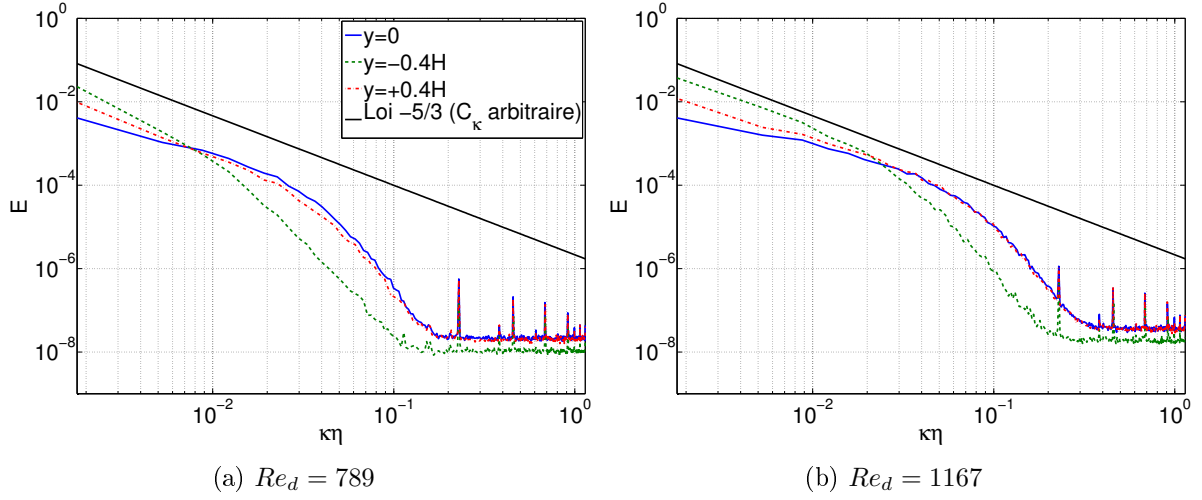 10^0
10^−2
10^−4
10^−6
10^−8
E
10^−2
10^−1
10^0
κη
y=0
y=−0.4H
y=+0.4H
Loi −5/3 (C_κ arbitraire)
(a) Re_d = 789
10^0
10^−2
10^−4
10^−6
10^−8
E
10^−2
10^−1
10^0
κη
(b) Re_d = 1167